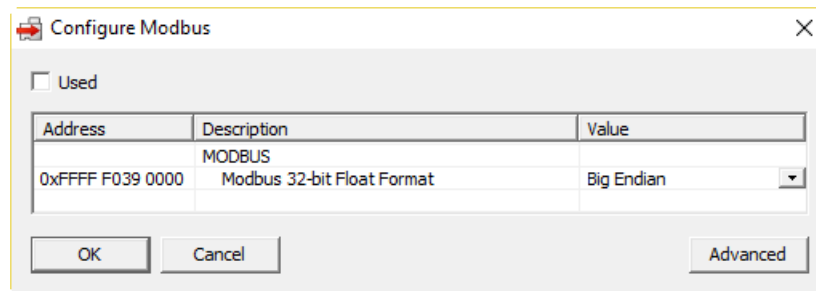 Configure Modbus
Used
Address Description Value
MODBUS
0xFFFF F039 0000 Modbus 32-bit Float Format Big Endian
OK Cancel Advanced